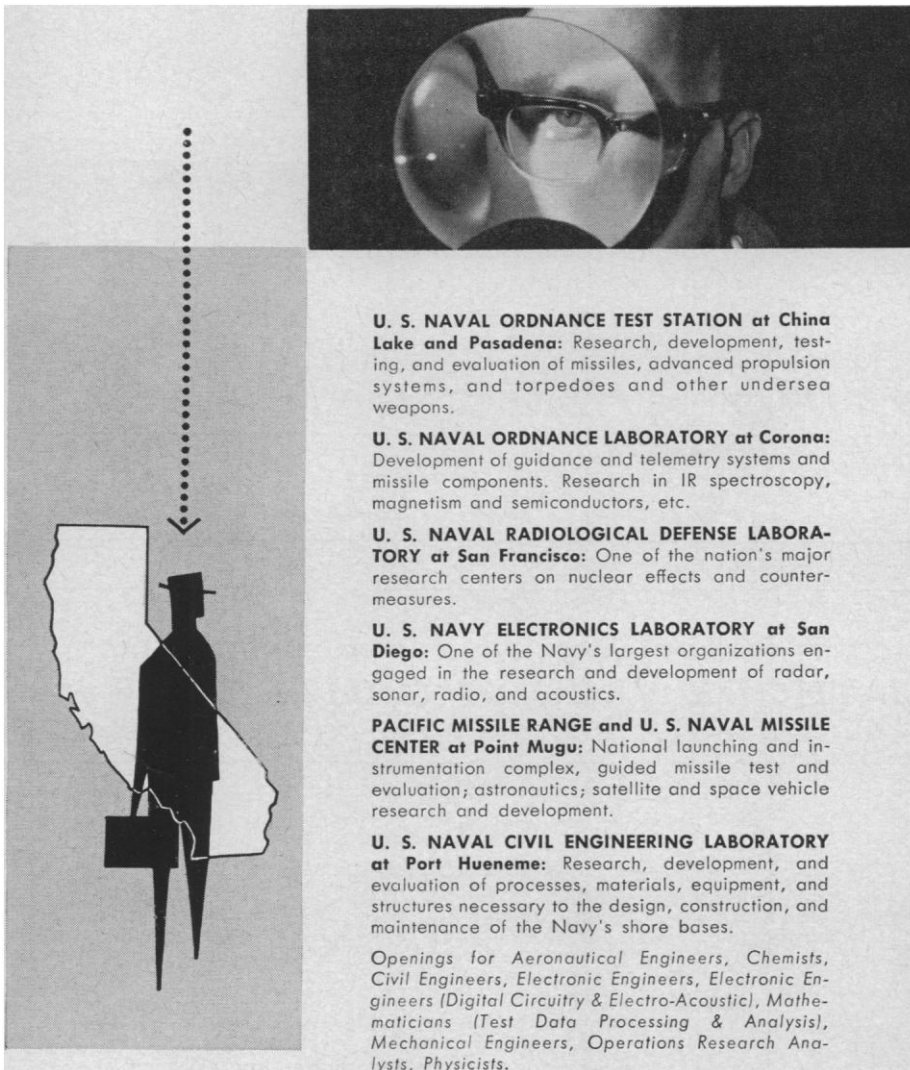 U. S. NAVAL ORDNANCE TEST STATION at China
Lake and Pasadena: Research, development, test-
ing, and evaluation of missiles, advanced propulsion
systems, and torpedoes and other undersea
weapons.
U. S. NAVAL ORDNANCE LABORATORY at Corona:
Development of guidance and telemetry systems and
missile components. Research in IR spectroscopy,
magnetism and semiconductors, etc.
U. S. NAVAL RADIOLOGICAL DEFENSE LABORA-
TORY at San Francisco: One of the nation's major
research centers on nuclear effects and counter-
measures.
U. S. NAVY ELECTRONICS LABORATORY at San
Diego: One of the Navy's largest organizations en-
gaged in the research and development of radar,
sonar, radio, and acoustics.
PACIFIC MISSILE RANGE and U. S. NAVAL MISSILE
CENTER at Point Mugu: National launching and in-
strumentation complex, guided missile test and
evaluation; astronautics; satellite and space vehicle
research and development.
U. S. NAVAL CIVIL ENGINEERING LABORATORY
at Port Hueneme: Research, development, and
evaluation of processes, materials, equipment, and
structures necessary to the design, construction, and
maintenance of the Navy's shore bases.
Openings for Aeronautical Engineers, Chemists,
Civil Engineers, Electronic Engineers, Electronic En-
gineers (Digital Circuitry & Electro-Acoustic), Mathe-
maticians (Test Data Processing & Analysis),
Mechanical Engineers, Operations Research Ana-
lysts, Physicists.